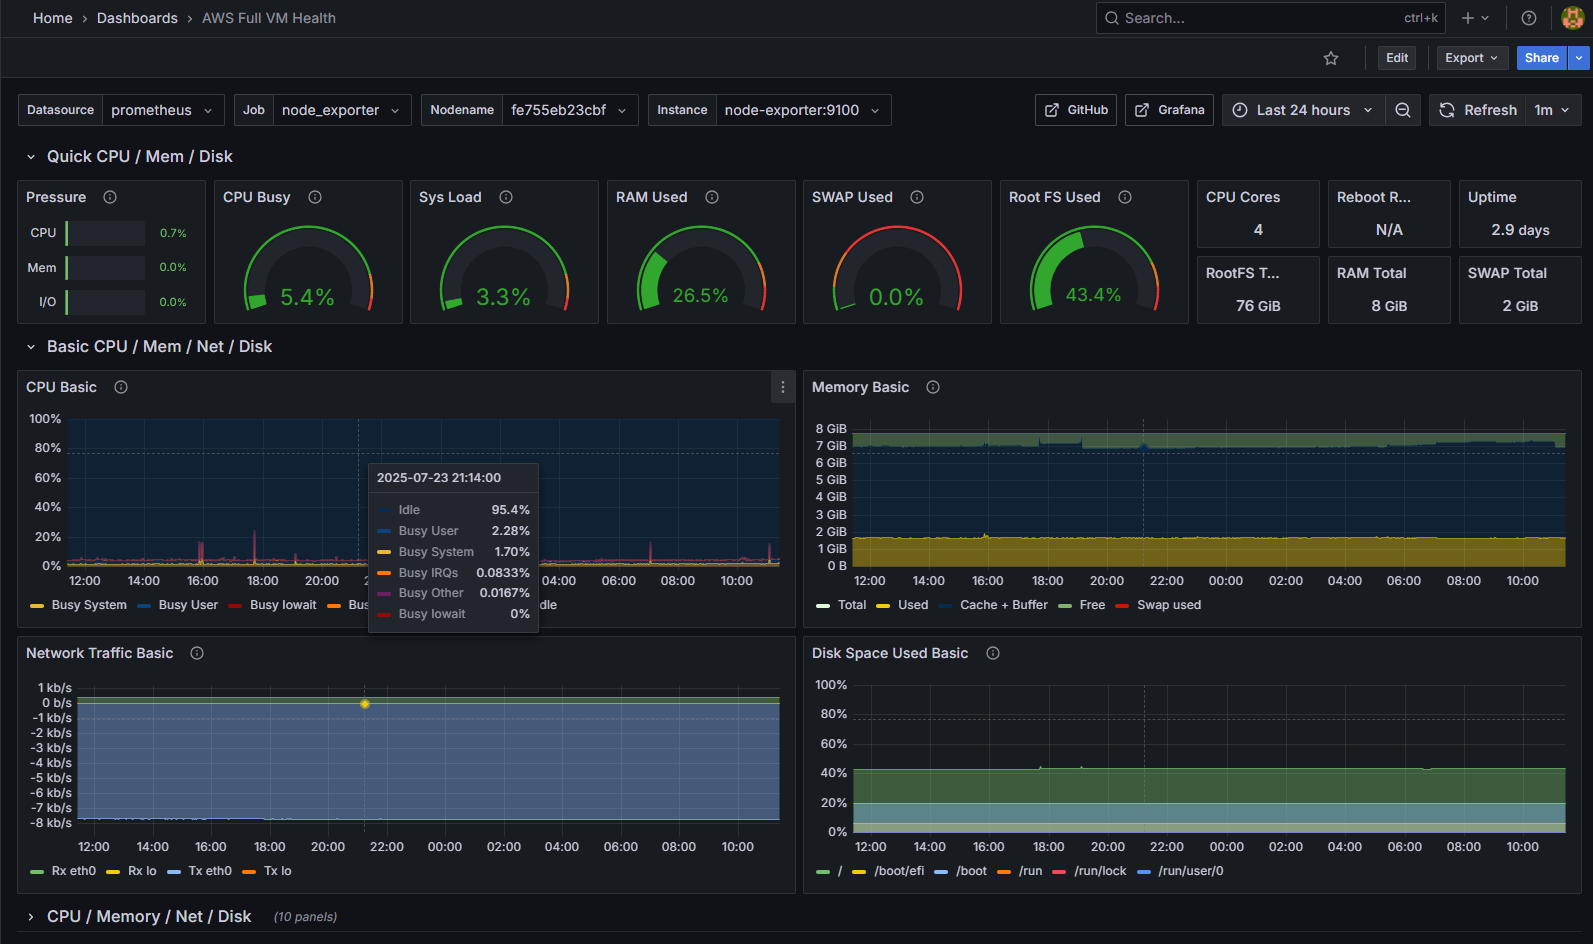 Home › Dashboards › AWS Full VM Health
Search... ctrl+k
Edit Export Share
Datasource prometheus Job node_exporter Nodename fe755eb23cbf Instance node-exporter:9100 GitHub Grafana Last 24 hours Refresh 1m
Quick CPU / Mem / Disk
Pressure
CPU 0.7%
Mem 0.0%
I/O 0.0%
CPU Busy
5.4%
Sys Load
3.3%
RAM Used
26.5%
SWAP Used
0.0%
Root FS Used
43.4%
CPU Cores
4
Reboot R...
N/A
Uptime
2.9 days
RootFS T...
76 GiB
RAM Total
8 GiB
SWAP Total
2 GiB
Basic CPU / Mem / Net / Disk
CPU Basic
100%
80%
60%
40%
20%
0%
12:00 14:00 16:00 18:00 20:00 2 04:00 06:00 08:00 10:00
Busy System Busy User Busy Iowait Bus dle
2025-07-23 21:14:00
Idle 95.4%
Busy User 2.28%
Busy System 1.70%
Busy IRQs 0.0833%
Busy Other 0.0167%
Busy Iowait 0%
Memory Basic
8 GiB
7 GiB
6 GiB
5 GiB
4 GiB
3 GiB
2 GiB
1 GiB
0 B
12:00 14:00 16:00 18:00 20:00 22:00 00:00 02:00 04:00 06:00 08:00 10:00
Total Used Cache + Buffer Free Swap used
Network Traffic Basic
1 kb/s
0 b/s
-1 kb/s
-2 kb/s
-3 kb/s
-4 kb/s
-5 kb/s
-6 kb/s
-7 kb/s
-8 kb/s
12:00 14:00 16:00 18:00 20:00 22:00 00:00 02:00 04:00 06:00 08:00 10:00
Rx eth0 Rx lo Tx eth0 Tx lo
Disk Space Used Basic
100%
80%
60%
40%
20%
0%
12:00 14:00 16:00 18:00 20:00 22:00 00:00 02:00 04:00 06:00 08:00 10:00
/ /boot/efi /boot /run /run/lock /run/user/0
CPU / Memory / Net / Disk (10 panels)